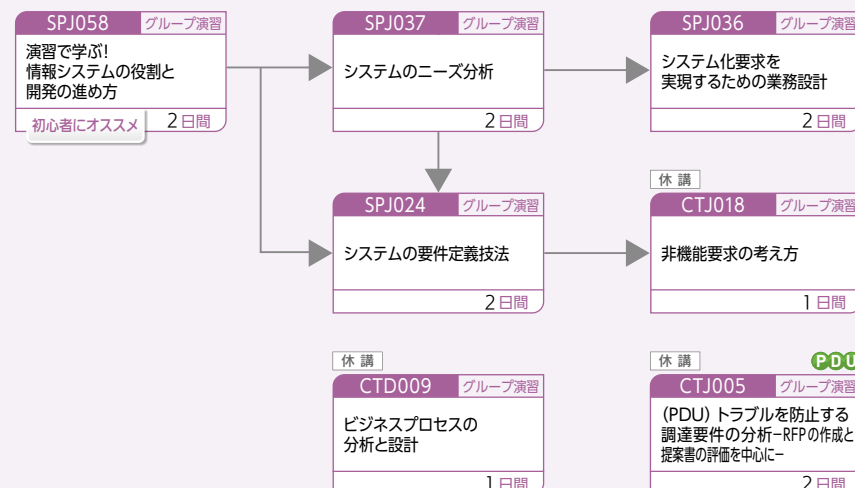 SPJ058 グループ演習
演習で学ぶ!
情報システムの役割と
開発の進め方
初心者にオススメ 2日間
SPJ037 グループ演習
システムのニーズ分析
2日間
SPJ036 グループ演習
システム化要求を
実現するための業務設計
2日間
SPJ024 グループ演習
システムの要件定義技法
2日間
休講
CTJ018 グループ演習
非機能要求の考え方
1日間
休講
CTD009 グループ演習
ビジネスプロセスの
分析と設計
1日間
休講 PDU
CTJ005 グループ演習
(PDU)トラブルを防止する
調達要件の分析−RFPの作成と
提案書の評価を中心に−
2日間